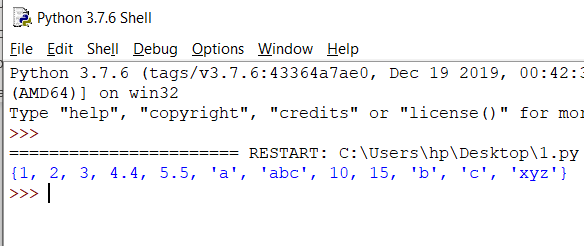 Python 3.7.6 Shell
File Edit Shell Debug Options Window Help
Python 3.7.6 (tags/v3.7.6:43364a7ae0, Dec 19 2019, 00:42:3
(AMD64)] on win32
Type "help", "copyright", "credits" or "license()" for mor
>>>
======================= RESTART: C:\Users\hp\Desktop\1.py
{1, 2, 3, 4.4, 5.5, 'a', 'abc', 10, 15, 'b', 'c', 'xyz'}
>>>